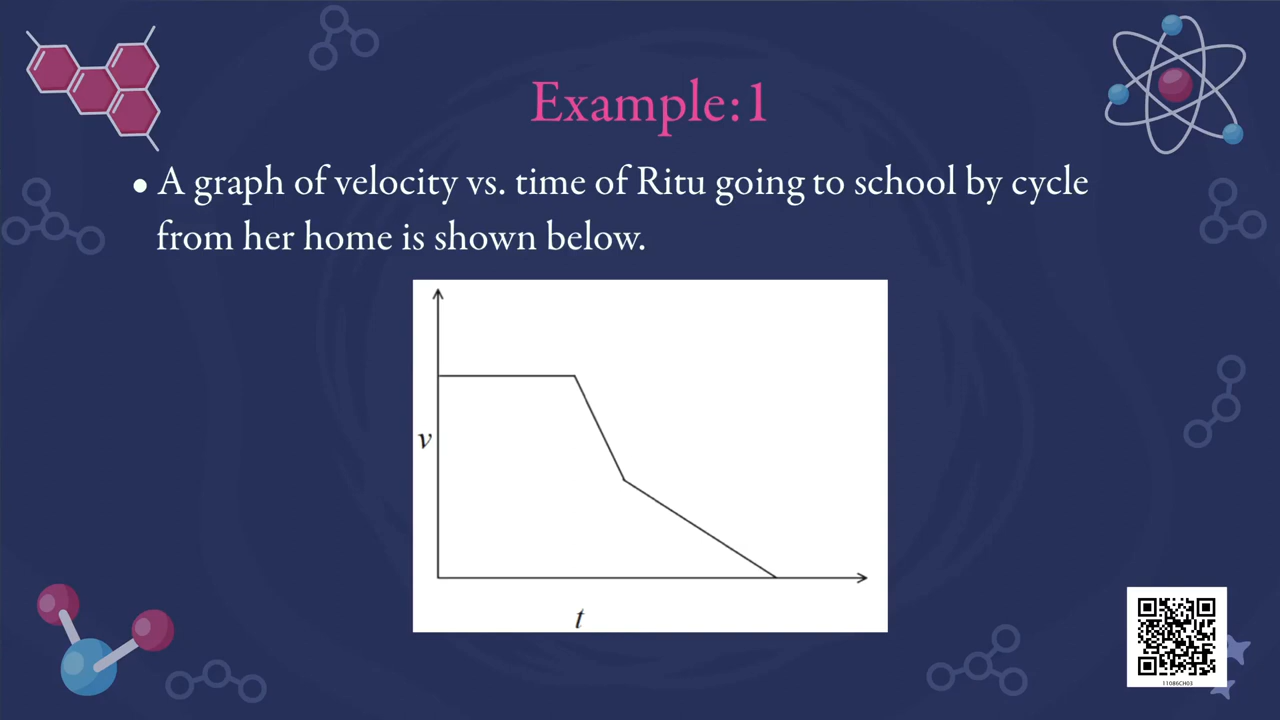 Example:1
• A graph of velocity vs. time of Ritu going to school by cycle
from her home is shown below.
v
t
11086CH03